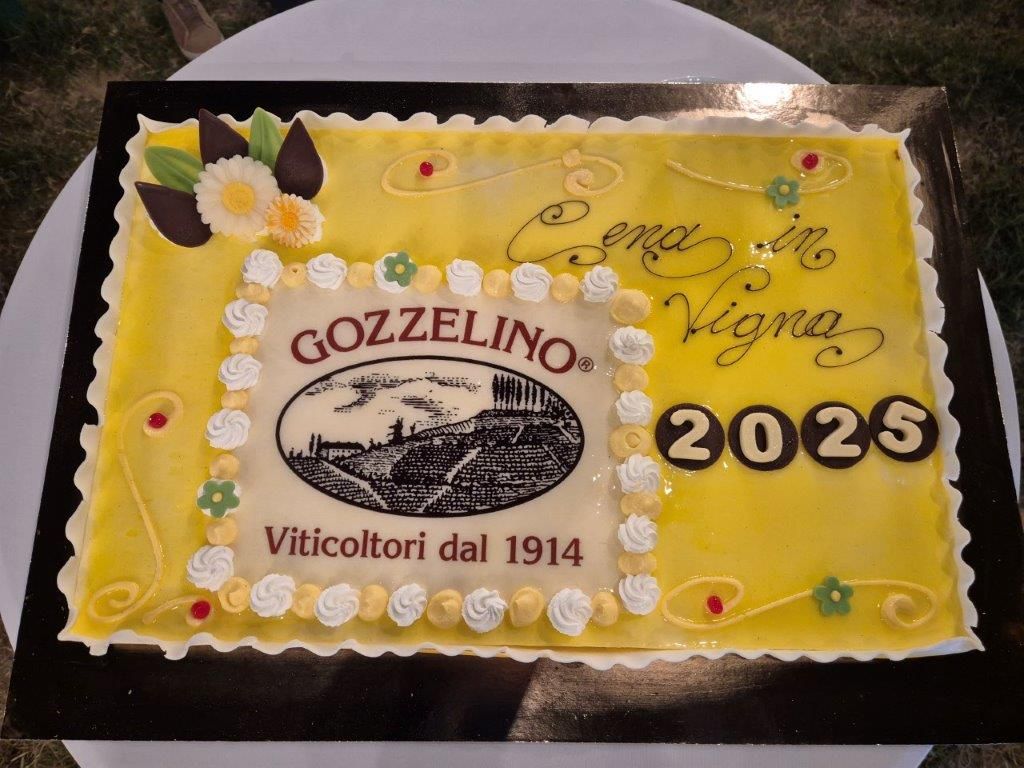 Cena in
Vigna
2025
GOZZELINO®
Viticoltori dal 1914